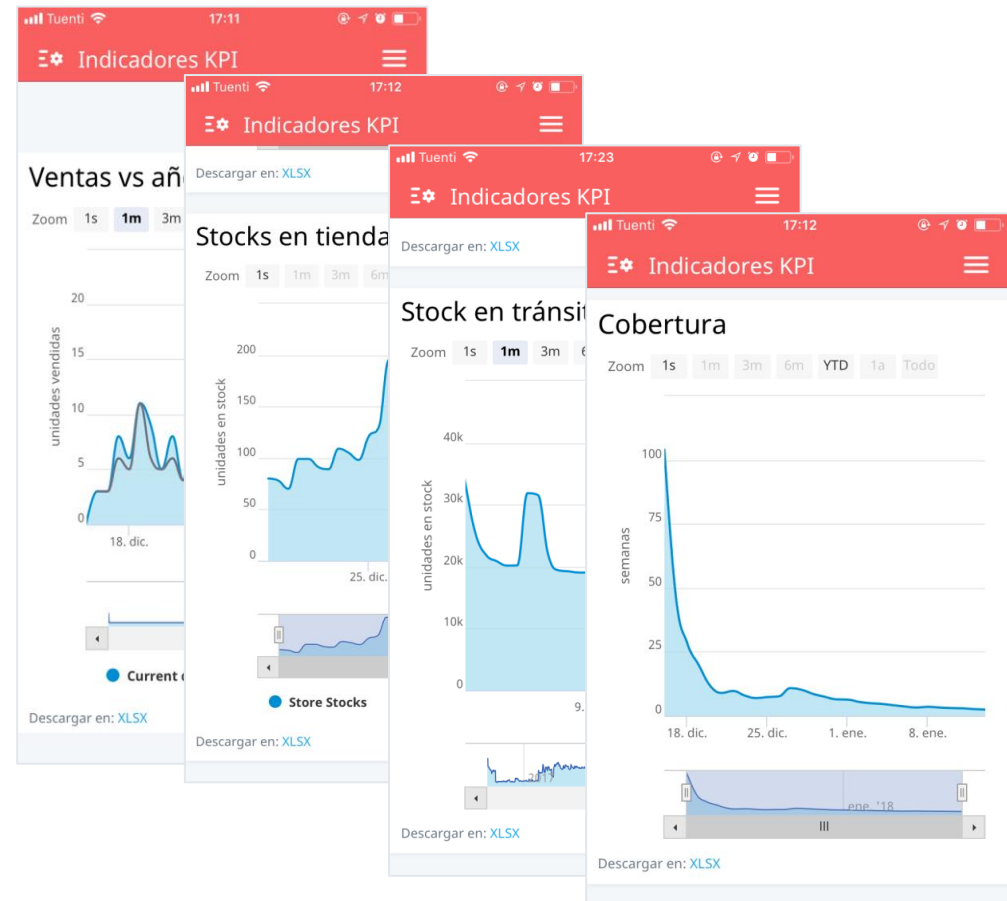 Tuenti 17:11
Indicadores KPI
Ventas vs añ
Zoom 1s 1m 3m
20
15
10
5
0
unidades vendidas
18. dic.
Current
Descargar en: XLSX
Tuenti 17:12
Indicadores KPI
Descargar en: XLSX
Stocks en tienda
Zoom 1s 1m 3m 6m
200
150
100
50
0
unidades en stock
25. dic.
Store Stocks
Descargar en: XLSX
Tuenti 17:23
Indicadores KPI
Descargar en: XLSX
Stock en tránsit
Zoom 1s 1m 3m 6
40k
30k
20k
10k
0
unidades en stock
9.
2017
Descargar en: XLSX
Tuenti 17:12
Indicadores KPI
Cobertura
Zoom 1s 1m 3m 6m YTD 1a Todo
100
75
50
25
0
semanas
18. dic. 25. dic. 1. ene. 8. ene.
ene. '18
Descargar en: XLSX